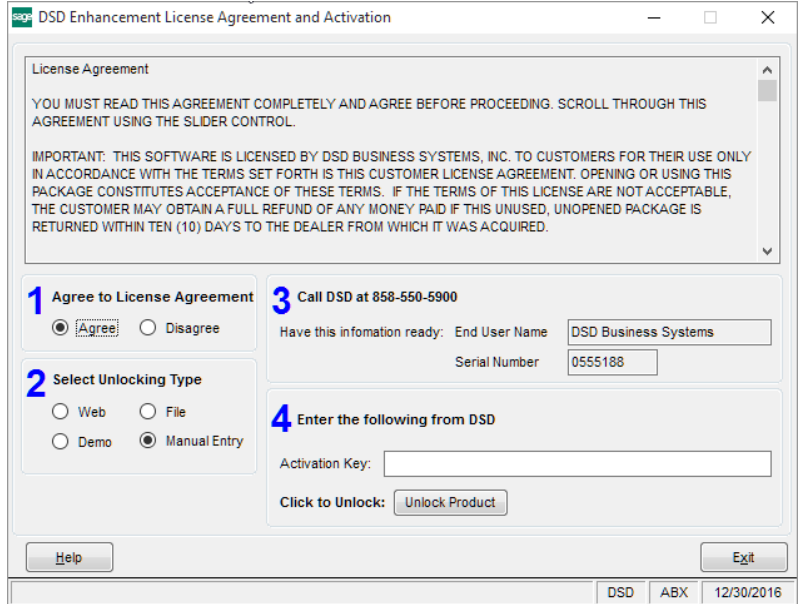 sage DSD Enhancement License Agreement and Activation
License Agreement
YOU MUST READ THIS AGREEMENT COMPLETELY AND AGREE BEFORE PROCEEDING. SCROLL THROUGH THIS
AGREEMENT USING THE SLIDER CONTROL.
IMPORTANT: THIS SOFTWARE IS LICENSED BY DSD BUSINESS SYSTEMS, INC. TO CUSTOMERS FOR THEIR USE ONLY
IN ACCORDANCE WITH THE TERMS SET FORTH IS THIS CUSTOMER LICENSE AGREEMENT. OPENING OR USING THIS
PACKAGE CONSTITUTES ACCEPTANCE OF THESE TERMS. IF THE TERMS OF THIS LICENSE ARE NOT ACCEPTABLE,
THE CUSTOMER MAY OBTAIN A FULL REFUND OF ANY MONEY PAID IF THIS UNUSED, UNOPENED PACKAGE IS
RETURNED WITHIN TEN (10) DAYS TO THE DEALER FROM WHICH IT WAS ACQUIRED.
1 Agree to License Agreement
Agree Disagree
2 Select Unlocking Type
Web File
Demo Manual Entry
3 Call DSD at 858-550-5900
Have this infomation ready: End User Name DSD Business Systems
Serial Number 0555188
4 Enter the following from DSD
Activation Key:
Click to Unlock: Unlock Product
Help Exit
DSD ABX 12/30/2016